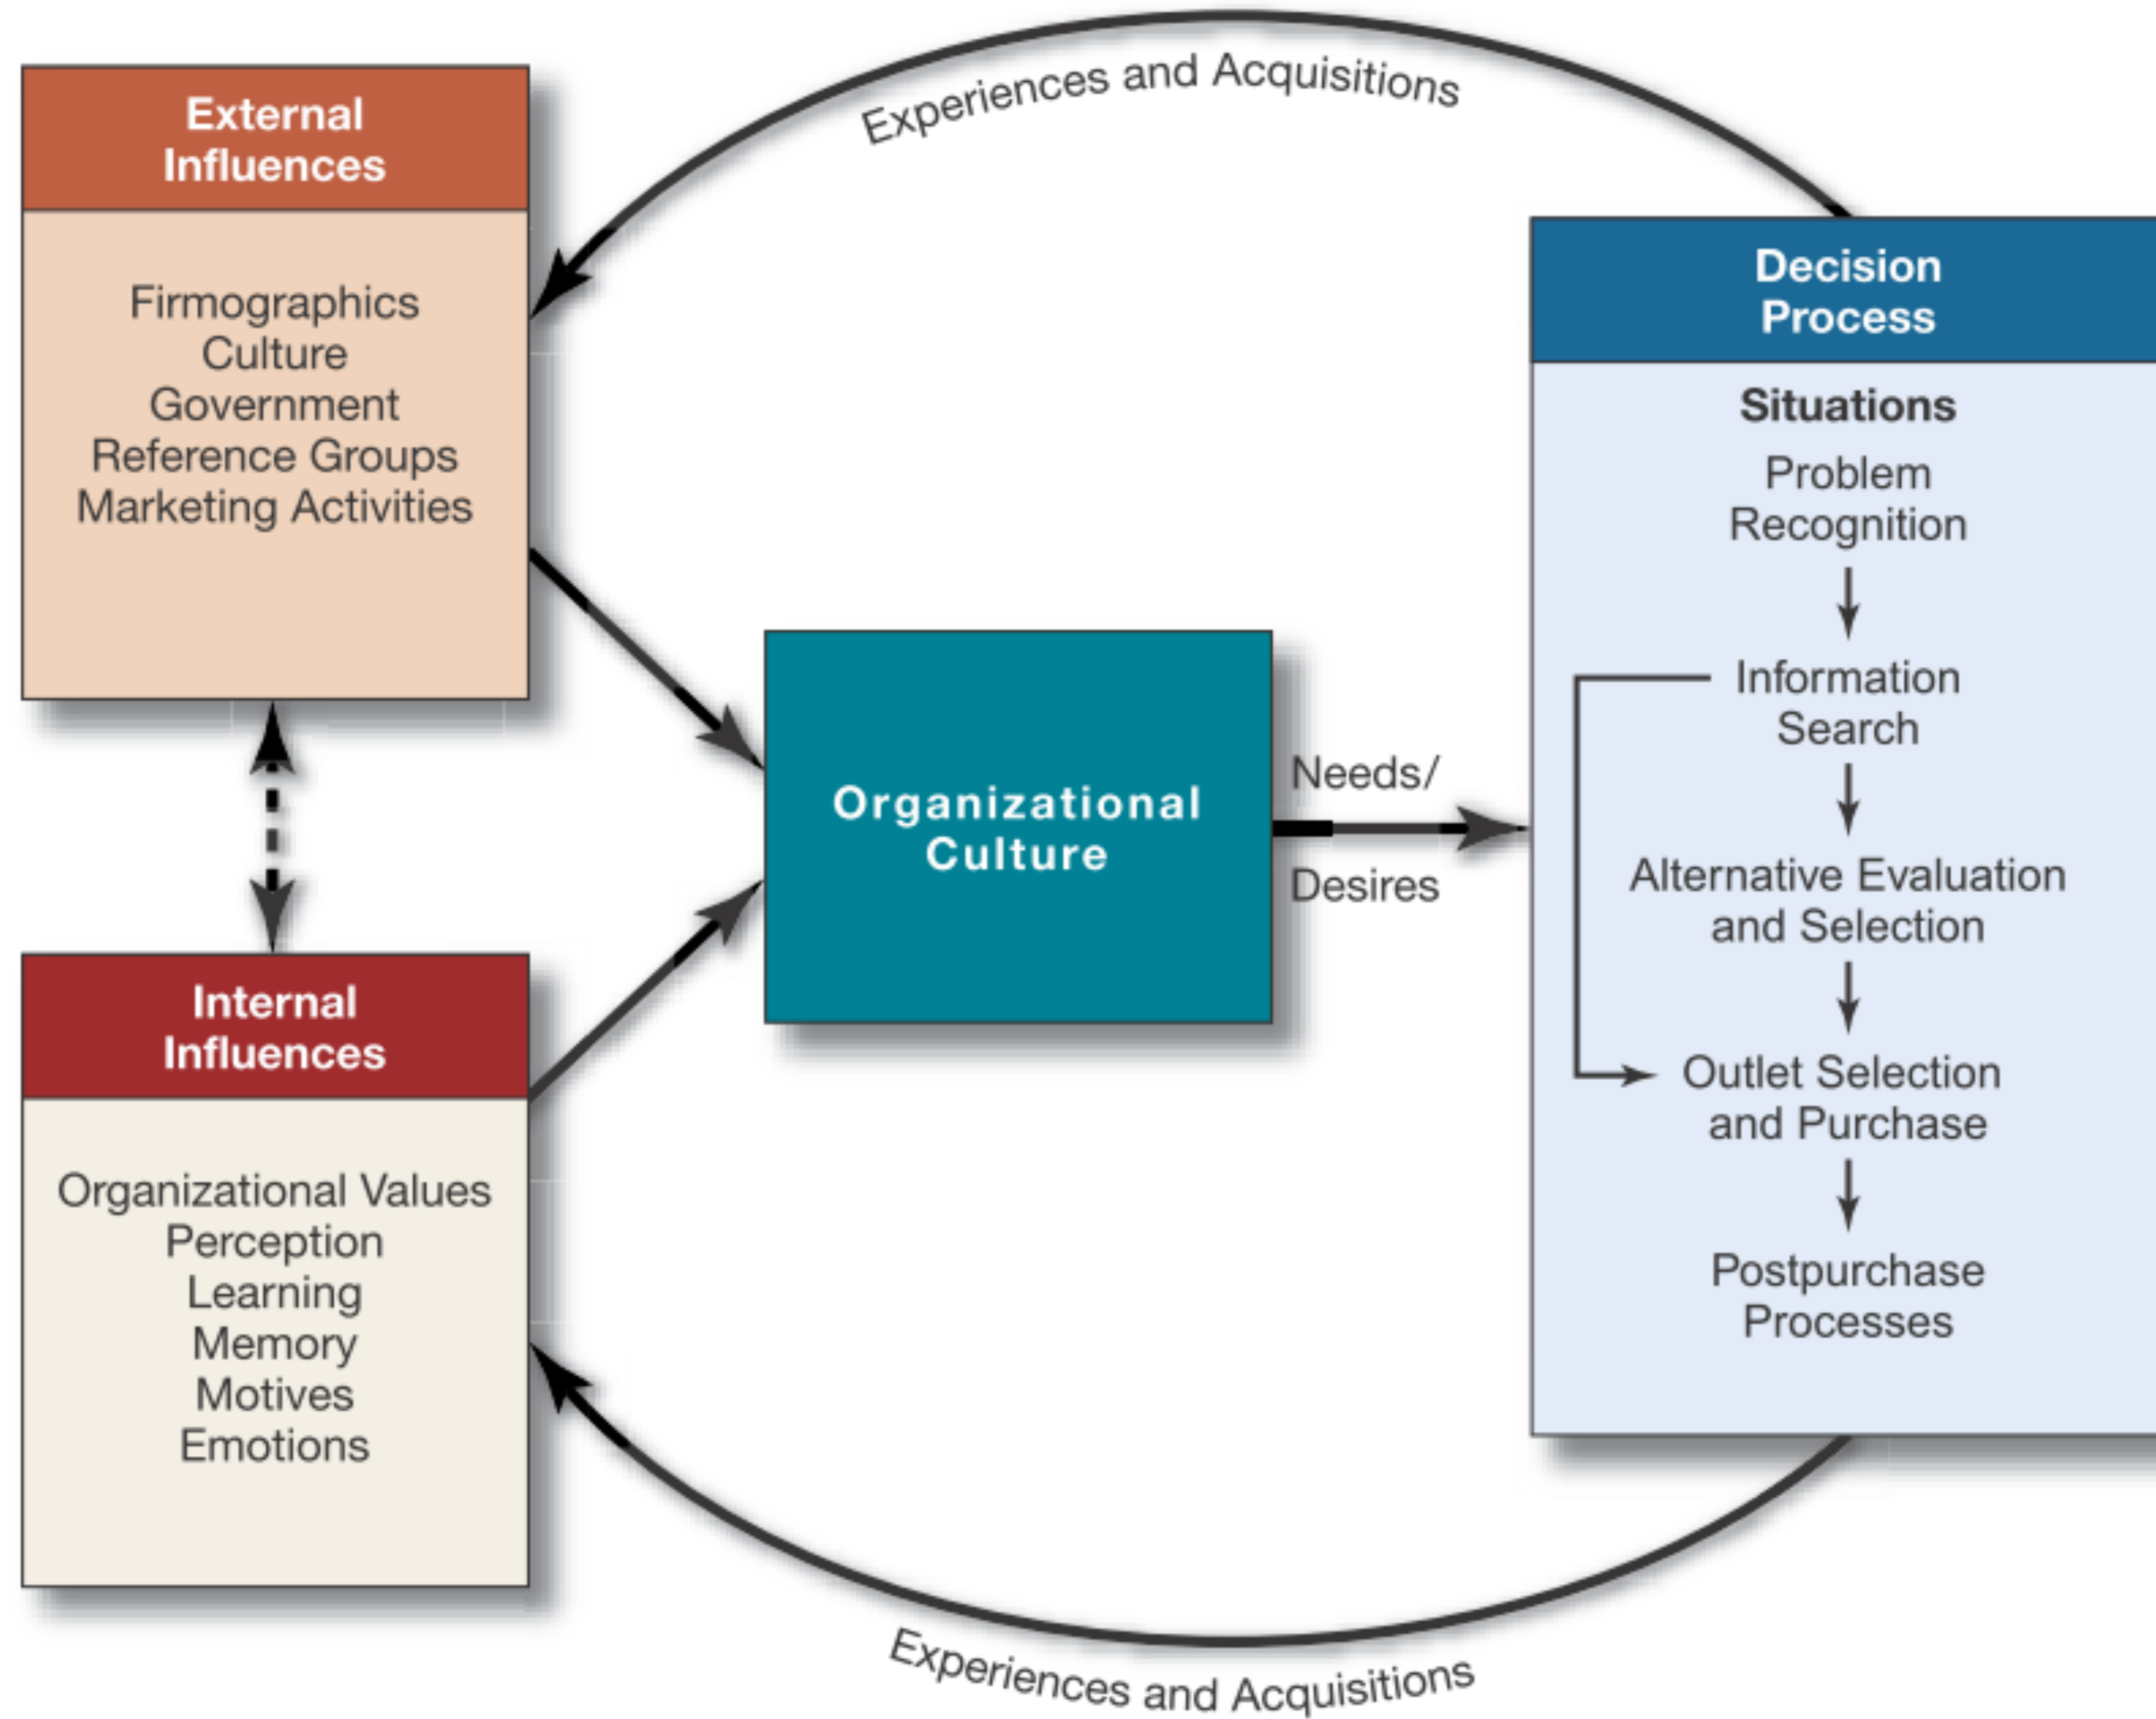 Experiences and Acquisitions
External
Influences
Firmographics
Culture
Government
Reference Groups
Marketing Activities
Organizational
Culture
Needs/
Desires
Internal
Influences
Organizational Values
Perception
Learning
Memory
Motives
Emotions
Decision
Process
Situations
Problem
Recognition
Information
Search
Alternative Evaluation
and Selection
Outlet Selection
and Purchase
Postpurchase
Processes
Experiences and Acquisitions